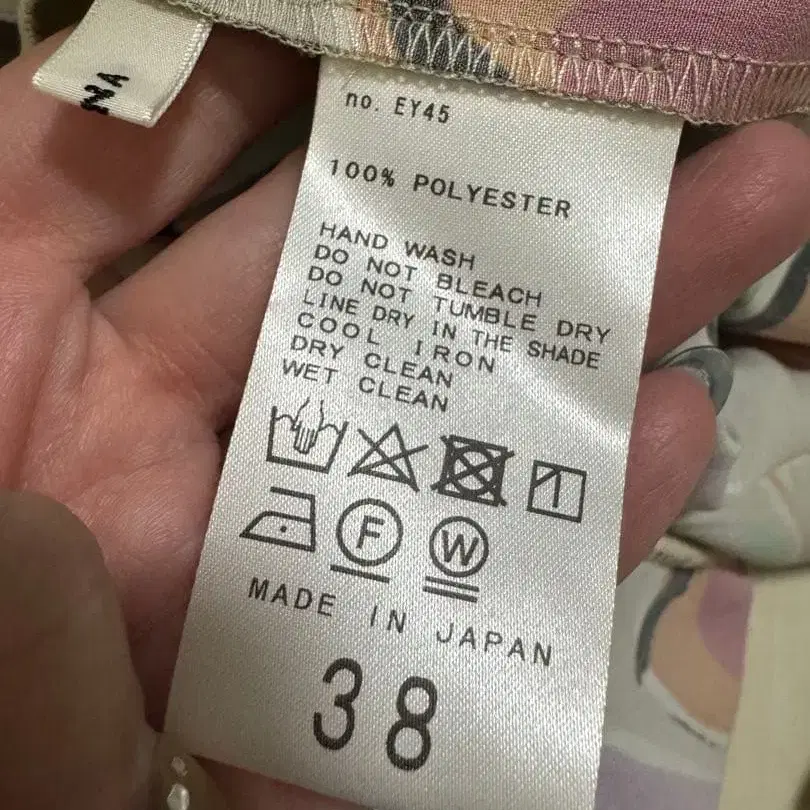 NA
no. EY45
100% POLYESTER
HAND WASH
DO NOT BLEACH
DO NOT TUMBLE DRY
LINE DRY IN THE SHADE
COOL IRON
DRY CLEAN
WET CLEAN
F W
MADE IN JAPAN
38